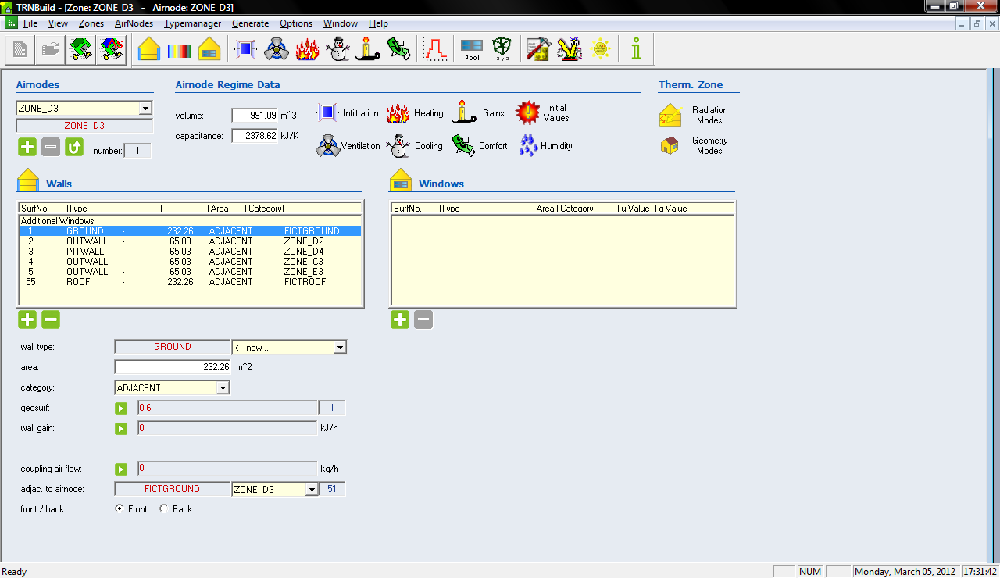 TRNBuild - [Zone: ZONE_D3 - Airnode: ZONE_D3]
File View Zones AirNodes Typemanager Generate Options Window Help
Pool
x y z
Airnodes
ZONE_D3
ZONE_D3
number: 1
Airnode Regime Data
volume: 991.09 m^3
capacitance: 2378.62 kJ/K
Infiltration Heating Gains Initial Values
Ventilation Cooling Comfort Humidity
Therm. Zone
Radiation Modes
Geometry Modes
Walls
SurfNo. Type Area Category
Additional Windows
1 GROUND - 232.26 ADJACENT FICTGROUND
2 OUTWALL - 65.03 ADJACENT ZONE_D2
3 INTWALL - 65.03 ADJACENT ZONE_D4
4 OUTWALL - 65.03 ADJACENT ZONE_C3
5 OUTWALL - 65.03 ADJACENT ZONE_E3
55 ROOF - 232.26 ADJACENT FICTROOF
Windows
SurfNo. Type Area Category u-Value g-Value
wall type: GROUND <-- new ...
area: 232.26 m^2
category: ADJACENT
geosurf: 0.6 1
wall gain: 0 kJ/h
coupling air flow: 0 kg/h
adjac. to airnode: FICTGROUND ZONE_D3 51
front / back: Front Back
Ready NUM Monday, March 05, 2012 17:31:42